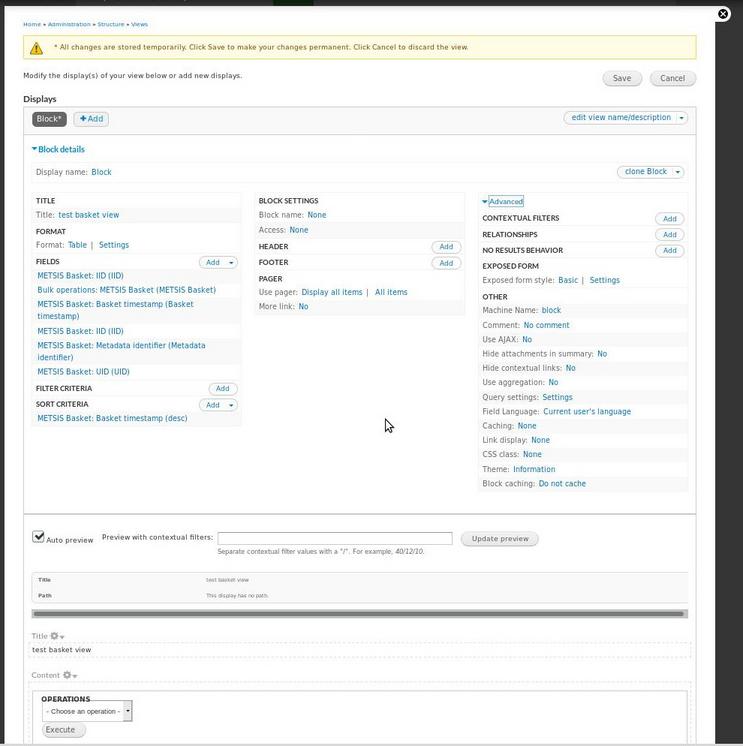 Home » Administration » Structure » Views
* All changes are stored temporarily. Click Save to make your changes permanent. Click Cancel to discard the view.
Modify the display(s) of your view below or add new displays.
Save
Cancel
Displays
Block*
Add
edit view name/description
Block details
Display name: Block
clone Block
TITLE
Title: test basket view
FORMAT
Format: Table | Settings
FIELDS
Add
METSIS Basket: IID (IID)
Bulk operations: METSIS Basket (METSIS Basket)
METSIS Basket: Basket timestamp (Basket
timestamp)
METSIS Basket: IID (IID)
METSIS Basket: Metadata identifier (Metadata
identifier)
METSIS Basket: UID (UID)
FILTER CRITERIA
Add
SORT CRITERIA
Add
METSIS Basket: Basket timestamp (desc)
BLOCK SETTINGS
Block name: None
Access: None
HEADER
Add
FOOTER
Add
PAGER
Use pager: Display all items | All items
More link: No
Advanced
CONTEXTUAL FILTERS
Add
RELATIONSHIPS
Add
NO RESULTS BEHAVIOR
Add
EXPOSED FORM
Exposed form style: Basic | Settings
OTHER
Machine Name: block
Comment: No comment
Use AJAX: No
Hide attachments in summary: No
Hide contextual links: No
Use aggregation: No
Query settings: Settings
Field Language: Current user's language
Caching: None
Link display: None
CSS class: None
Theme: Information
Block caching: Do not cache
Auto preview
Preview with contextual filters:
Update preview
Separate contextual filter values with a "/". For example, 40/12/10.
Title test basket view
Path This display has no path.
Title
test basket view
Content
OPERATIONS
- Choose an operation -
Execute